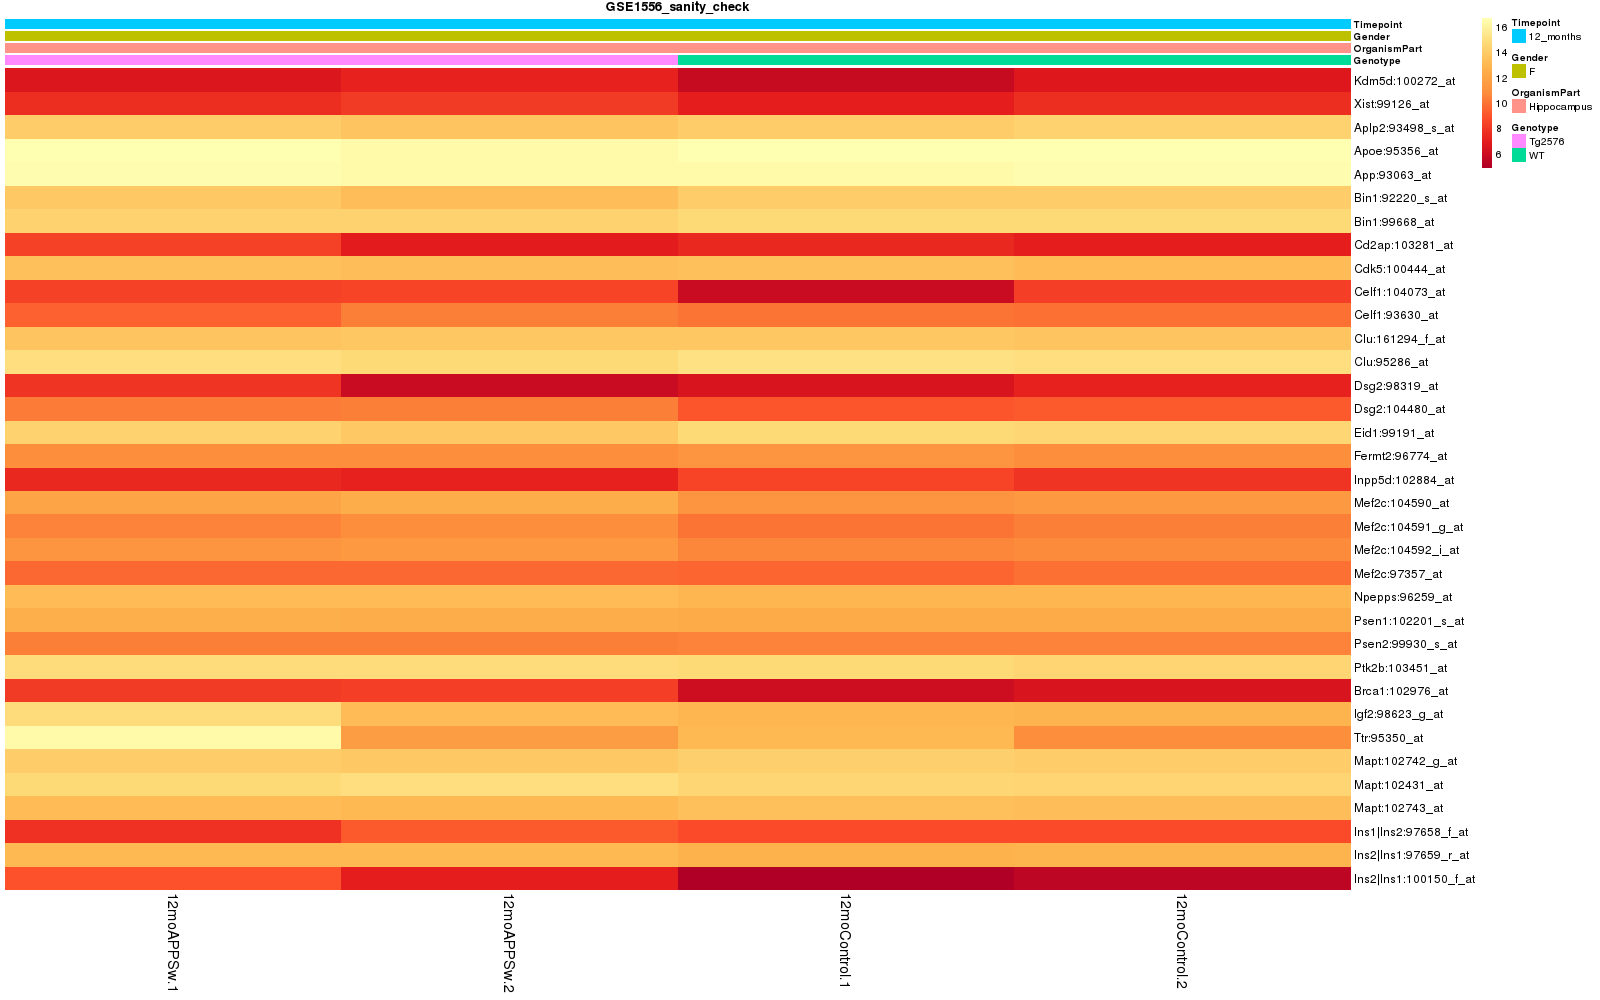 GSE1556_sanity_check
Timepoint
Gender
OrganismPart
Genotype
Kdm5d:100272_at
Xist:99126_at
Aplp2:93498_s_at
Apoe:95356_at
App:93063_at
Bin1:92220_s_at
Bin1:99668_at
Cd2ap:103281_at
Cdk5:100444_at
Celf1:104073_at
Celf1:93630_at
Clu:161294_f_at
Clu:95286_at
Dsg2:98319_at
Dsg2:104480_at
Eid1:99191_at
Fermt2:96774_at
Inpp5d:102884_at
Mef2c:104590_at
Mef2c:104591_g_at
Mef2c:104592_i_at
Mef2c:97357_at
Npepps:96259_at
Psen1:102201_s_at
Psen2:99930_s_at
Ptk2b:103451_at
Brca1:102976_at
Igf2:98623_g_at
Ttr:95350_at
Mapt:102742_g_at
Mapt:102431_at
Mapt:102743_at
Ins1|Ins2:97658_f_at
Ins2|Ins1:97659_r_at
Ins2|Ins1:100150_f_at
12moAPPSw.1
12moAPPSw.2
12moControl.1
12moControl.2
16
14
12
10
8
6
Timepoint
12_months
Gender
F
OrganismPart
Hippocampus
Genotype
Tg2576
WT